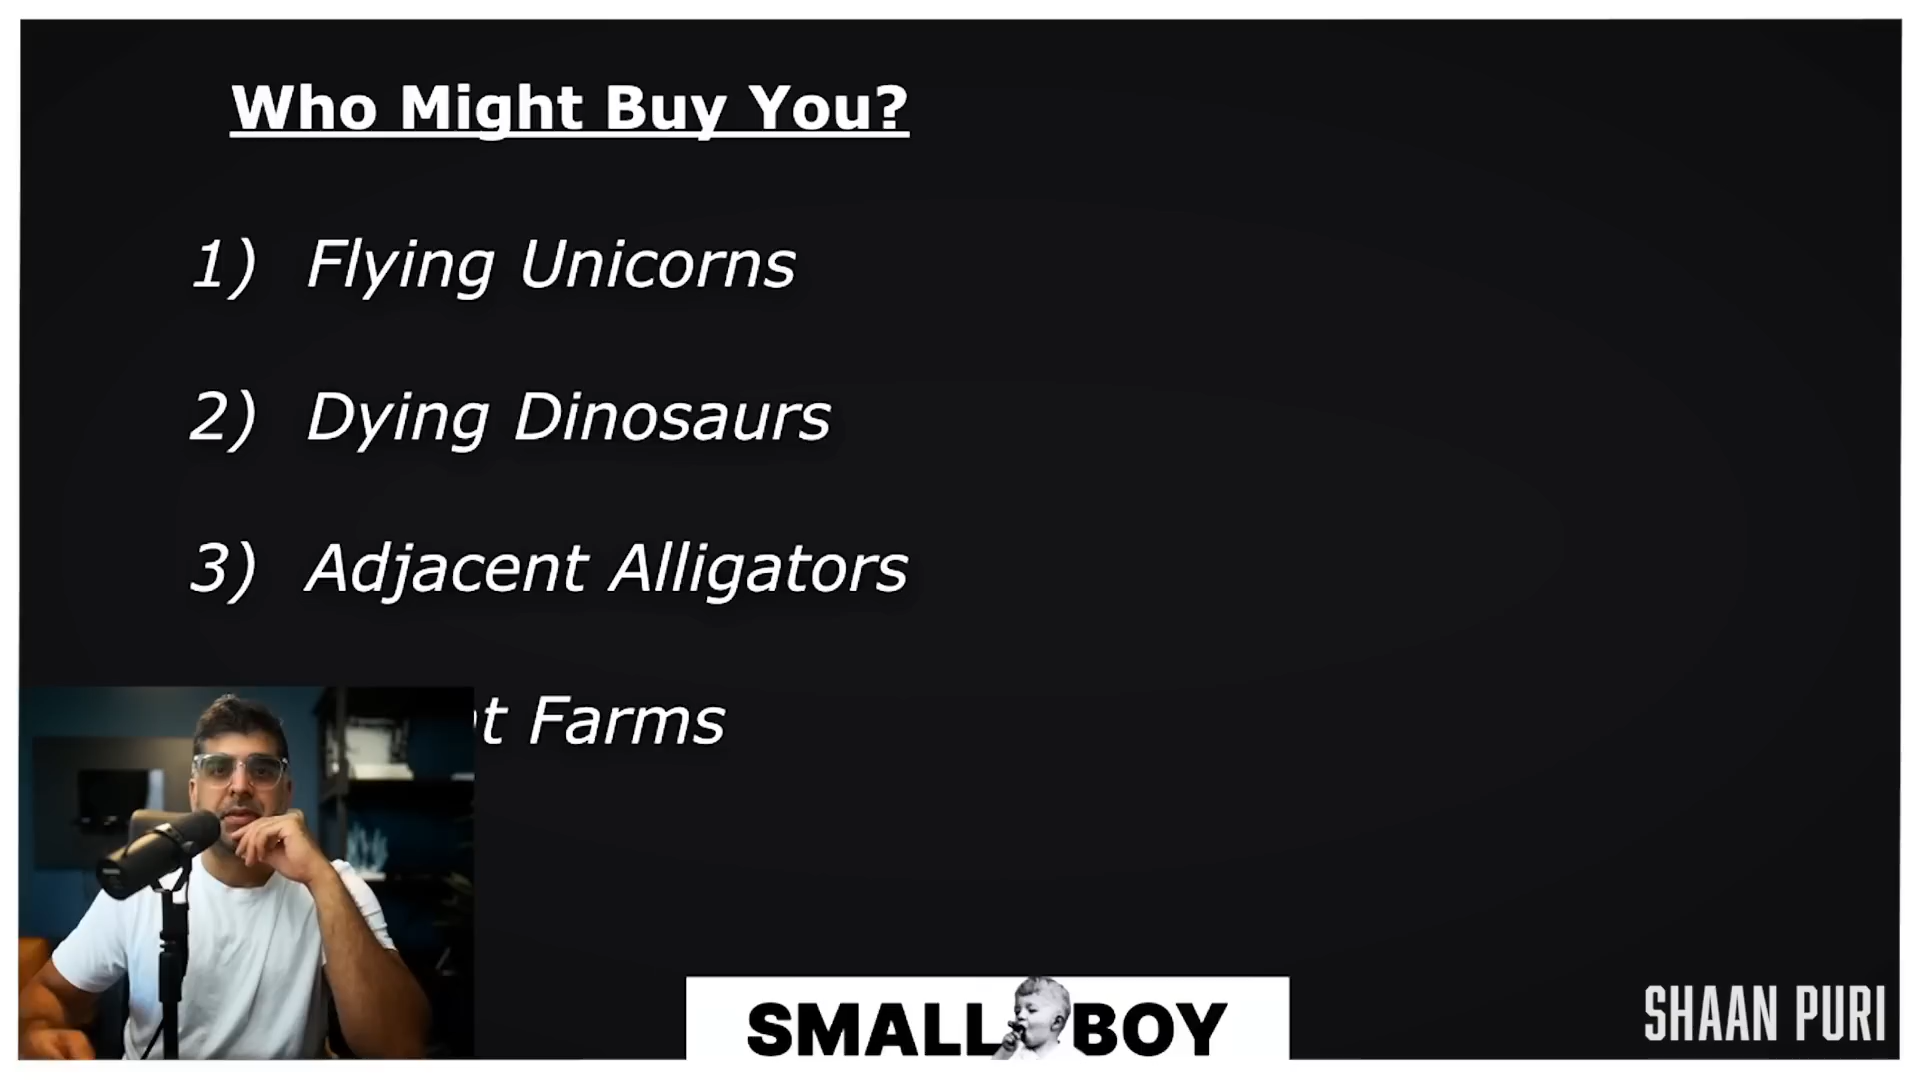 Who Might Buy You?
1) Flying Unicorns
2) Dying Dinosaurs
3) Adjacent Alligators
Farms
SMALL BOY
SHAAN PURI